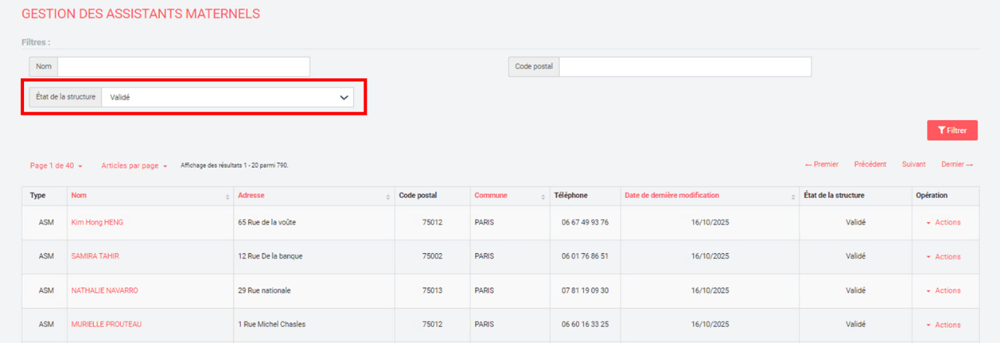 GESTION DES ASSISTANTS MATERNELS
Filtres :
Nom
Code postal
État de la structure Validé
Filtrer
Page 1 de 40 Articles par page Affichage des résultats 1 - 20 parmi 790. ← Premier Précédent Suivant Dernier →
Type Nom Adresse Code postal Commune Téléphone Date de dernière modification État de la structure Opération
ASM Kim Hong HENG 65 Rue de la voûte 75012 PARIS 06 67 49 93 76 16/10/2025 Validé Actions
ASM SAMIRA TAHIR 12 Rue De la banque 75002 PARIS 06 01 76 86 51 16/10/2025 Validé Actions
ASM NATHALIE NAVARRO 29 Rue nationale 75013 PARIS 07 81 19 09 30 16/10/2025 Validé Actions
ASM MURIELLE PROUTEAU 1 Rue Michel Chasles 75012 PARIS 06 60 16 33 25 16/10/2025 Validé Actions